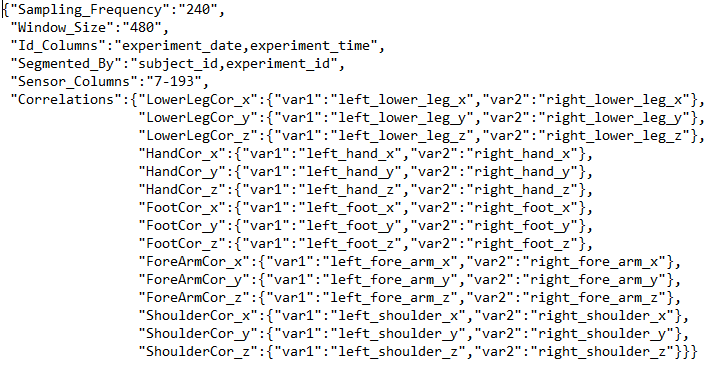 {"Sampling_Frequency":"240",
"Window_Size":"480",
"Id_Columns":"experiment_date,experiment_time",
"Segmented_By":"subject_id,experiment_id",
"Sensor_Columns":"7-193",
"Correlations":{"LowerLegCor_x":{"var1":"left_lower_leg_x","var2":"right_lower_leg_x"},
"LowerLegCor_y":{"var1":"left_lower_leg_y","var2":"right_lower_leg_y"},
"LowerLegCor_z":{"var1":"left_lower_leg_z","var2":"right_lower_leg_z"},
"HandCor_x":{"var1":"left_hand_x","var2":"right_hand_x"},
"HandCor_y":{"var1":"left_hand_y","var2":"right_hand_y"},
"HandCor_z":{"var1":"left_hand_z","var2":"right_hand_z"},
"FootCor_x":{"var1":"left_foot_x","var2":"right_foot_x"},
"FootCor_y":{"var1":"left_foot_y","var2":"right_foot_y"},
"FootCor_z":{"var1":"left_foot_z","var2":"right_foot_z"},
"ForeArmCor_x":{"var1":"left_fore_arm_x","var2":"right_fore_arm_x"},
"ForeArmCor_y":{"var1":"left_fore_arm_y","var2":"right_fore_arm_y"},
"ForeArmCor_z":{"var1":"left_fore_arm_z","var2":"right_fore_arm_z"},
"ShoulderCor_x":{"var1":"left_shoulder_x","var2":"right_shoulder_x"},
"ShoulderCor_y":{"var1":"left_shoulder_y","var2":"right_shoulder_y"},
"ShoulderCor_z":{"var1":"left_shoulder_z","var2":"right_shoulder_z"}}}